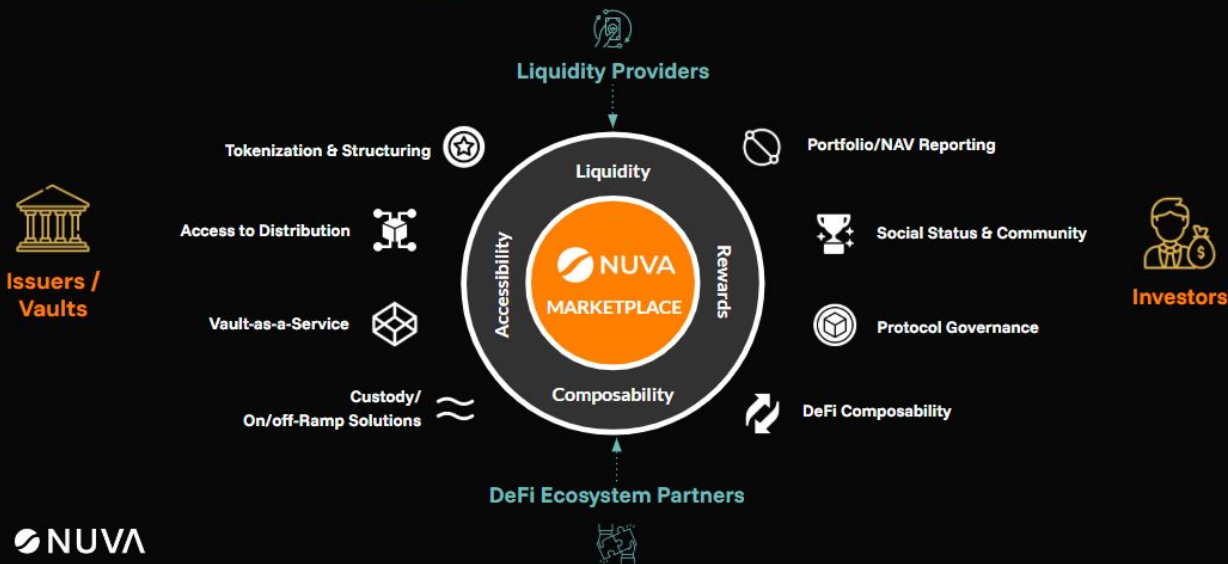 Liquidity Providers
Tokenization & Structuring
Portfolio/NAV Reporting
Liquidity
Access to Distribution
Social Status & Community
Issuers /
Vaults
Accessibility
NUVA
MARKETPLACE
Rewards
Investors
Vault-as-a-Service
Protocol Governance
Custody/
On/off-Ramp Solutions
Composability
DeFi Composability
DeFi Ecosystem Partners
NUVA